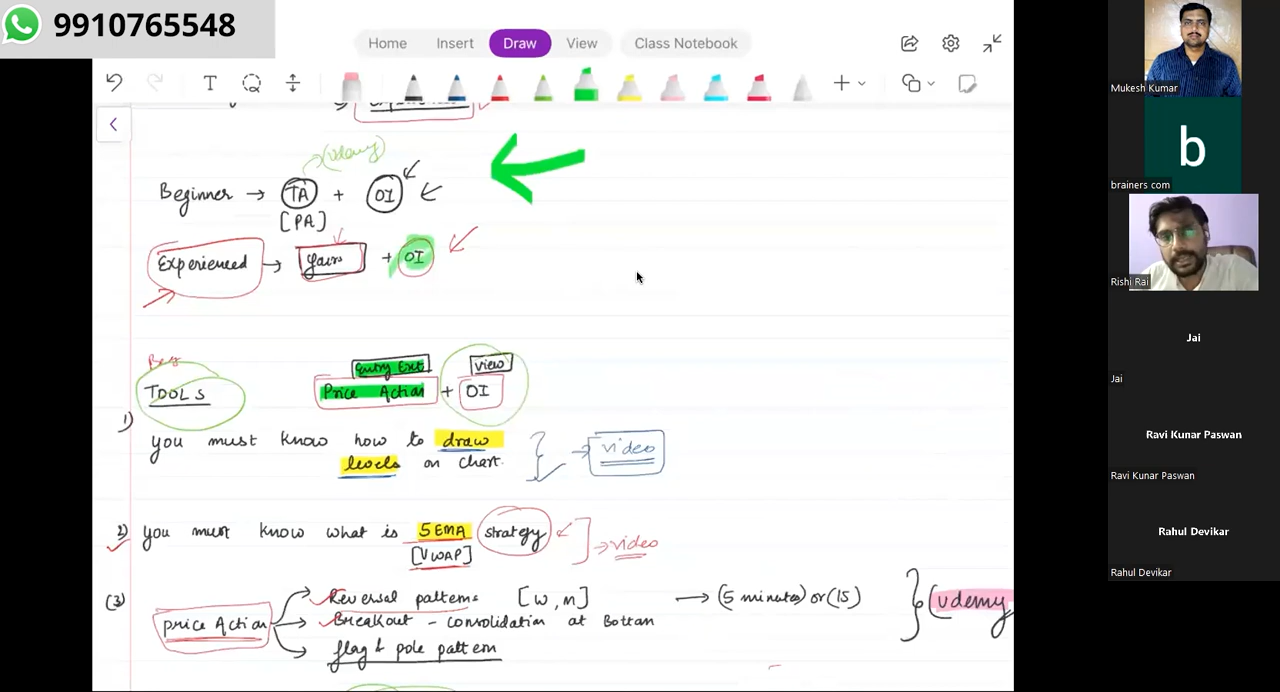 9910765548
Home Insert Draw View Class Notebook
Mukesh Kumar
b
brainers com
Rishi Rai
Jai
Jai
Ravi Kunar Paswan
Ravi Kunar Paswan
Rahul Devikar
Rahul Devikar
(Udemy)
Beginner → TA + OI
[PA]
Experienced → + OI
Beg
TOOLS
Entry Exit View
Price Action + OI
1)
you must know how to draw
levels on chart. → video
2) you must know what is 5 EMA strategy
[VWAP] → video
(3) Reversal patterns [W, M] → (5 minutes) or (15)
price Action → Breakout - consolidation at Bottom (udemy
flag & pole pattern